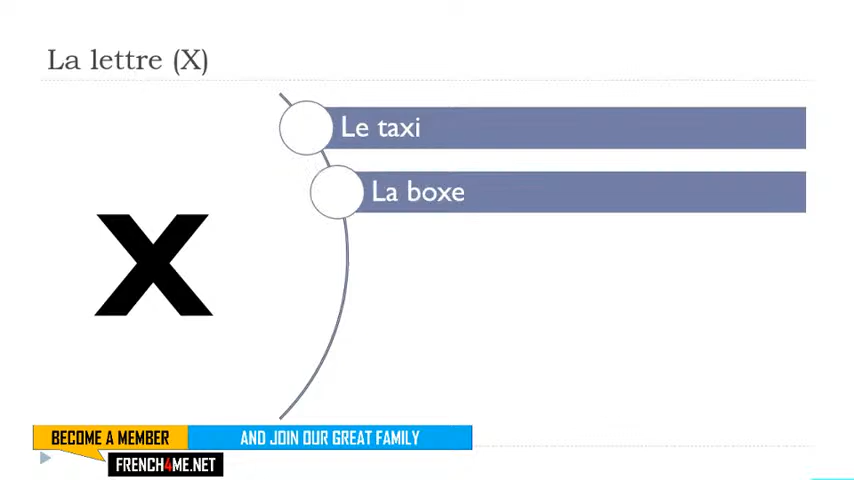 La lettre (X)
Le taxi
La boxe
X
BECOME A MEMBER
AND JOIN OUR GREAT FAMILY
FRENCH4ME.NET